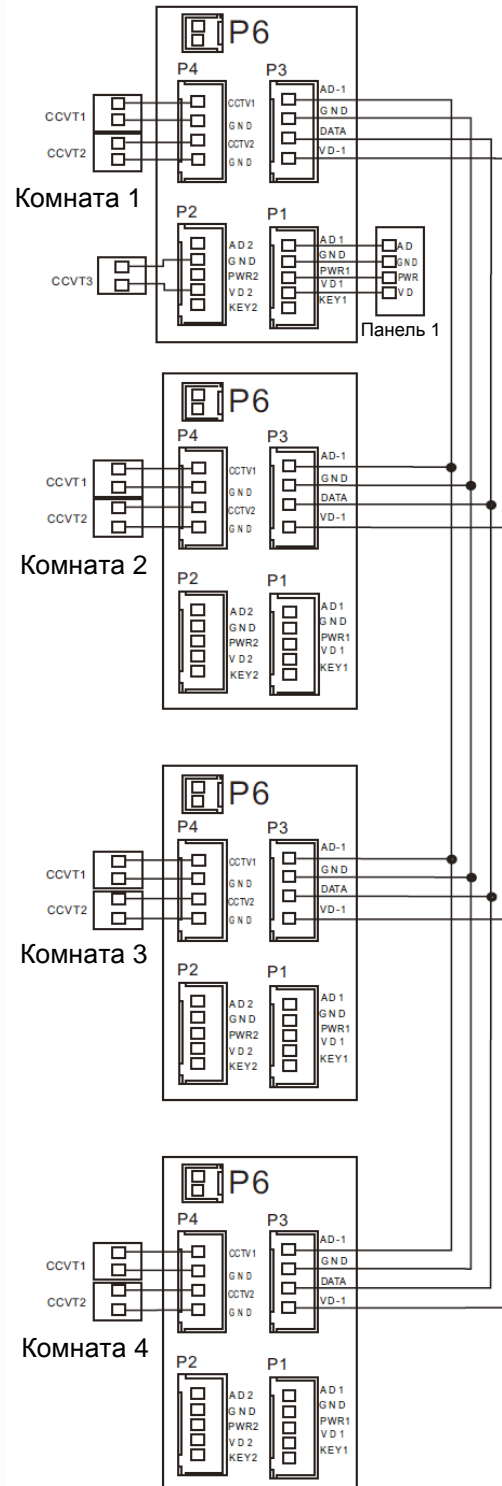 P6
P4
P3
CCTV1
GND
CCTV2
GND
AD-1
GND
DATA
VD-1
CCVT1
CCVT2
Комната 1
P2
P1
AD2
GND
PWR2
VD2
KEY2
AD1
GND
PWR1
VD1
KEY1
CCVT3
AD
GND
PWR
VD
Панель 1
P6
P4
P3
CCTV1
GND
CCTV2
GND
AD-1
GND
DATA
VD-1
CCVT1
CCVT2
Комната 2
P2
P1
AD2
GND
PWR2
VD2
KEY2
AD1
GND
PWR1
VD1
KEY1
P6
P4
P3
CCTV1
GND
CCTV2
GND
AD-1
GND
DATA
VD-1
CCVT1
CCVT2
Комната 3
P2
P1
AD2
GND
PWR2
VD2
KEY2
AD1
GND
PWR1
VD1
KEY1
P6
P4
P3
CCTV1
GND
CCTV2
GND
AD-1
GND
DATA
VD-1
CCVT1
CCVT2
Комната 4
P2
P1
AD2
GND
PWR2
VD2
KEY2
AD1
GND
PWR1
VD1
KEY1